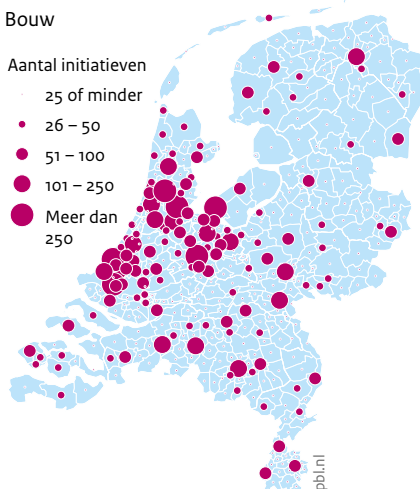 Bouw
Aantal initiatieven
25 of minder
26 – 50
51 – 100
101 – 250
Meer dan
250
pbl.nl